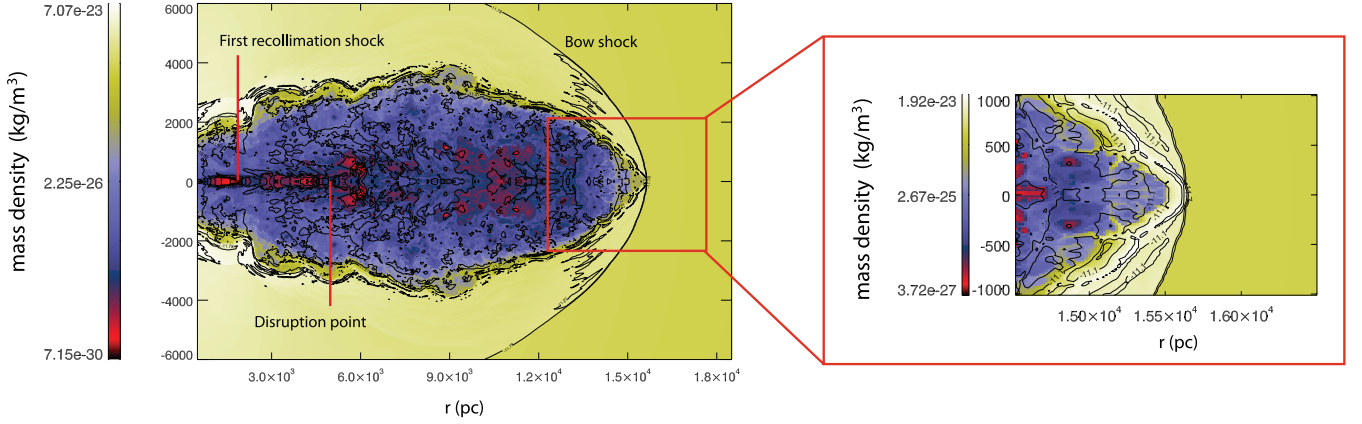 7.07e-23
2.25e-26
7.15e-30
mass density (kg/m³)
6000
4000
2000
0
-2000
-4000
-6000
First recollimation shock
Bow shock
Disruption point
3.0×10³
6.0×10³
9.0×10³
1.2×10⁴
1.5×10⁴
1.8×10⁴
r (pc)
1.92e-23
2.67e-25
3.72e-27
mass density (kg/m³)
1000
500
0
-500
-1000
1.50×10⁴
1.55×10⁴
1.60×10⁴
r (pc)